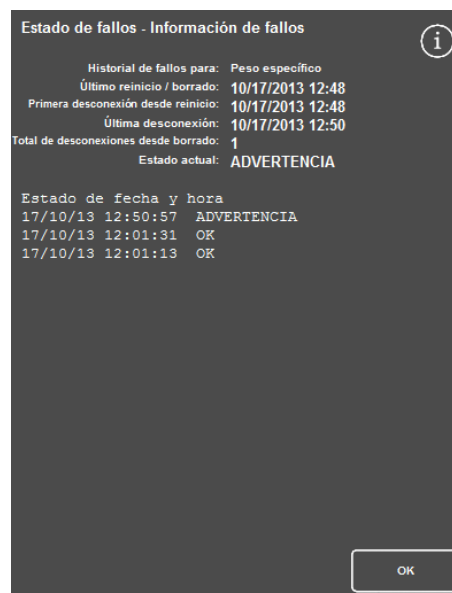 Estado de fallos - Información de fallos
i
Historial de fallos para: Peso específico
Último reinicio / borrado: 10/17/2013 12:48
Primera desconexión desde reinicio: 10/17/2013 12:48
Última desconexión: 10/17/2013 12:50
Total de desconexiones desde borrado: 1
Estado actual: ADVERTENCIA
Estado de fecha y hora
17/10/13 12:50:57 ADVERTENCIA
17/10/13 12:01:31 OK
17/10/13 12:01:13 OK
OK